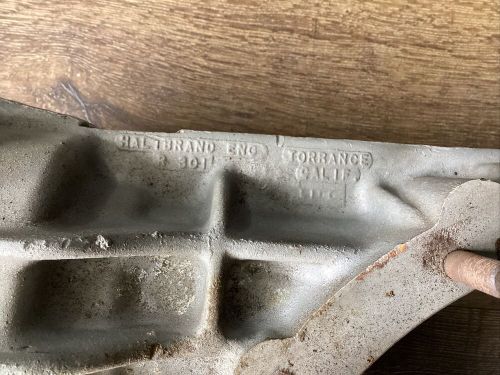 HALIBRAND ENG
R 301
TORRANCE
CALIF.